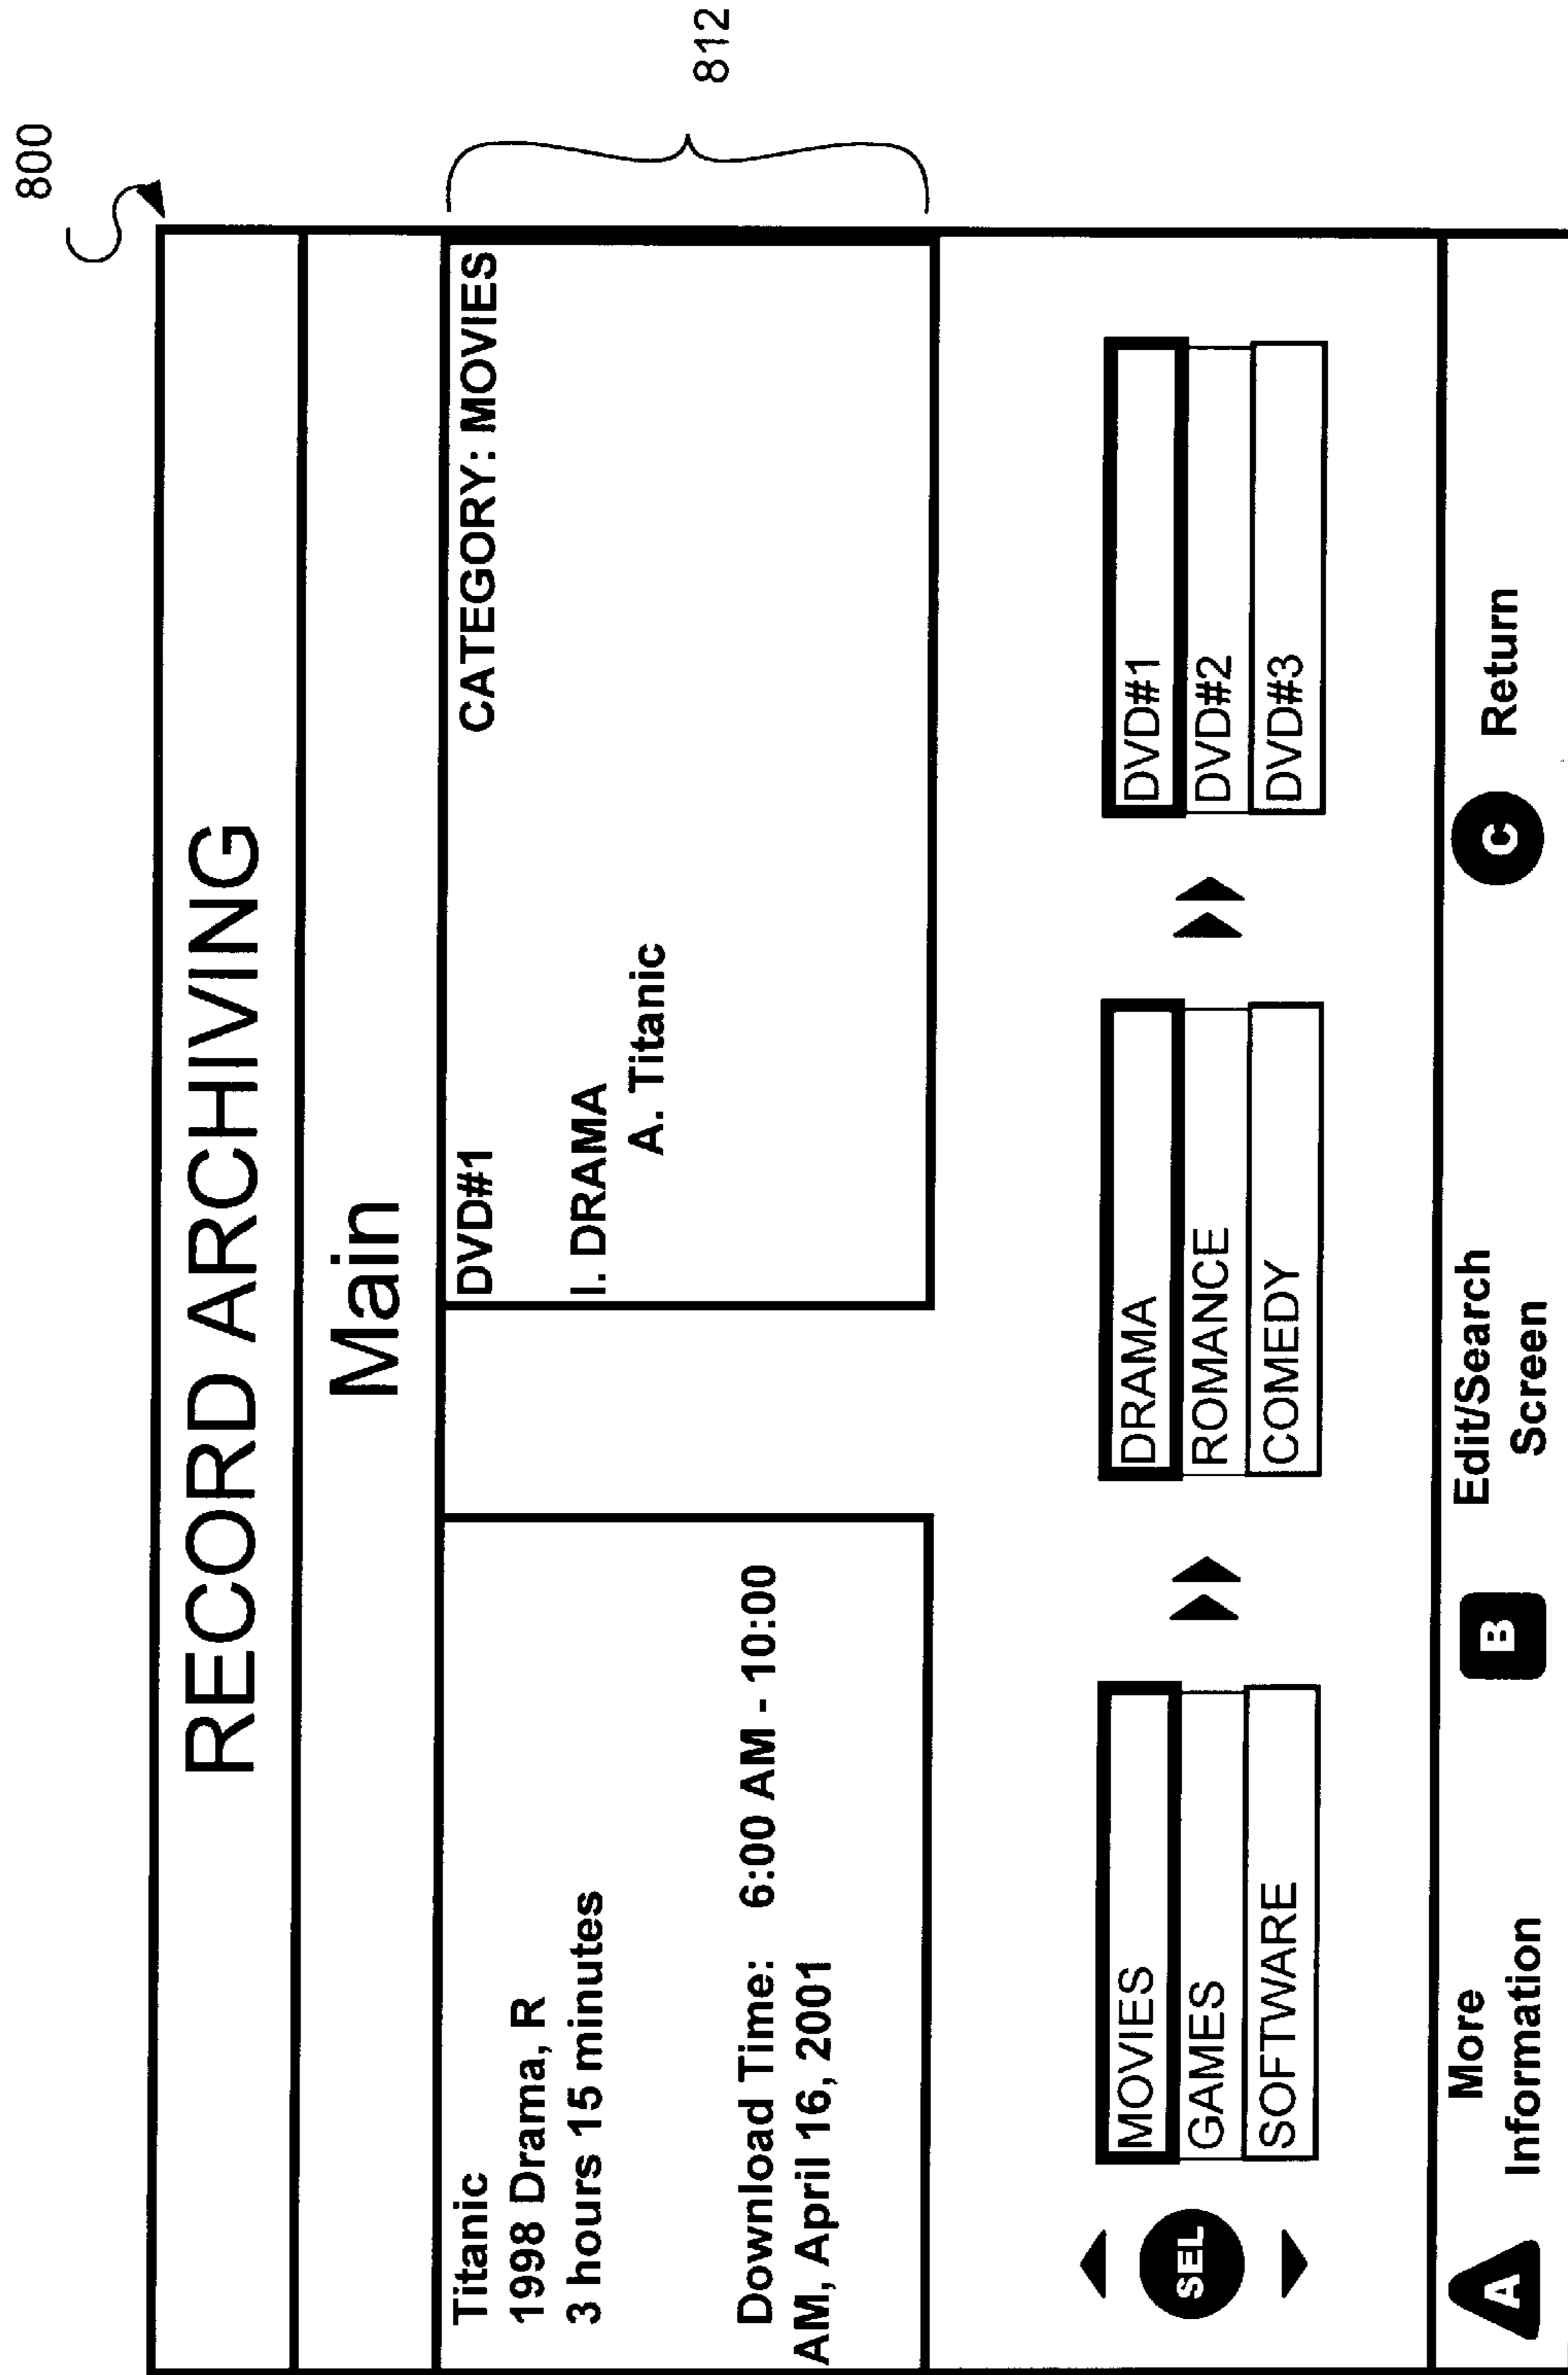 800
RECORD ARCHIVING
Main
Titanic
1998 Drama, R
3 hours 15 minutes
Download Time: 6:00 AM - 10:00
AM, April 16, 2001
DVD#1 CATEGORY: MOVIES
I. DRAMA
A. Titanic
812
SEL
MOVIES
GAMES
SOFTWARE
DRAMA
ROMANCE
COMEDY
DVD#1
DVD#2
DVD#3
A More
Information
B Edit/Search
Screen
C Return